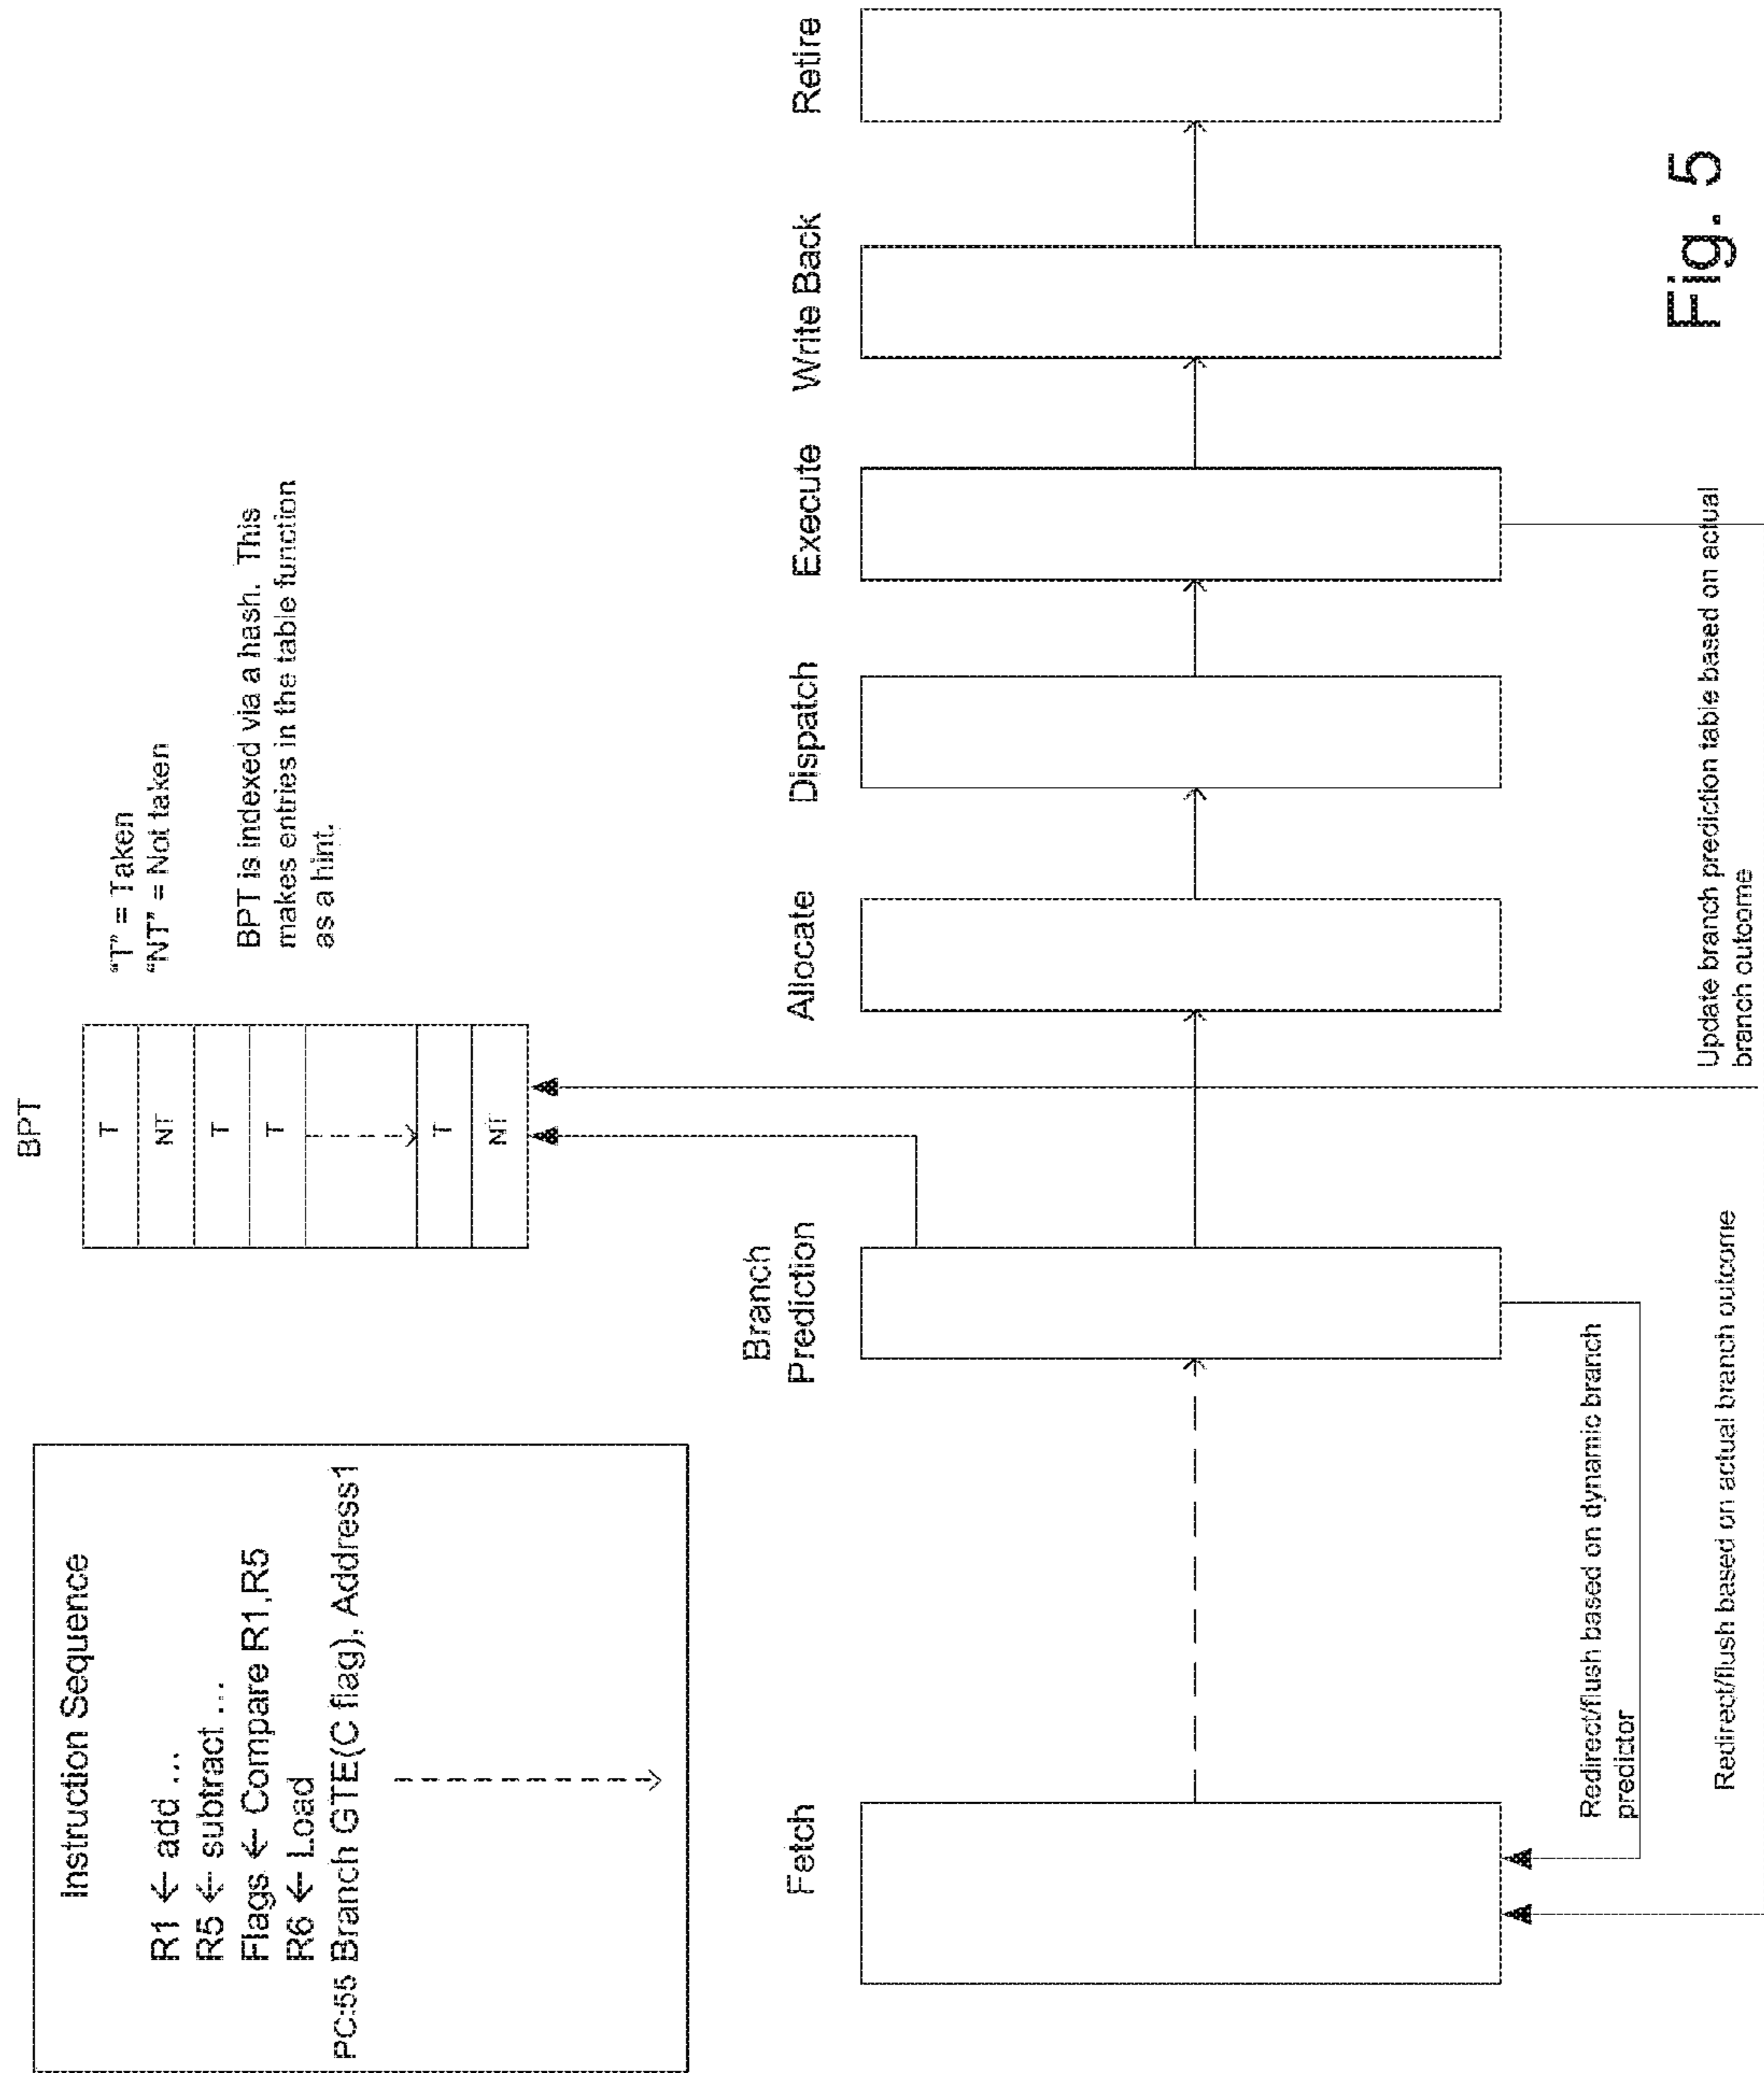 Instruction Sequence
R1 ← add ...
R5 ← subtract ...
Flags ← Compare R1,R5
R6 ← Load
PC:55 Branch GTE(C flag), Address1
BPT
T
NT
T
T
T
NT
“T” = Taken
“NT” = Not taken
BPT is indexed via a hash. This
makes entries in the table function
as a hint.
Fetch
Branch
Prediction
Allocate
Dispatch
Execute
Write Back
Retire
Redirect/flush based on dynamic branch
predictor
Redirect/flush based on actual branch outcome
Update branch prediction table based on actual
branch outcome
Fig. 5